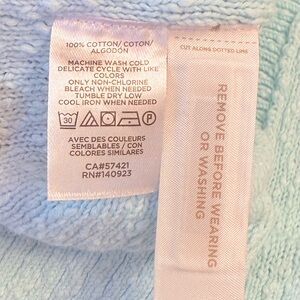 100% COTTON/ COTON/
ALGODÓN
MACHINE WASH COLD
DELICATE CYCLE WITH LIKE
COLORS
ONLY NON-CHLORINE
BLEACH WHEN NEEDED
TUMBLE DRY LOW
COOL IRON WHEN NEEDED
30
P
AVEC DES COULEURS
SEMBLABLES / CON
COLORES SIMILARES
CA#57421
RN#140923
CUT ALONG DOTTED LINE
REMOVE BEFORE WEARING
OR WASHING